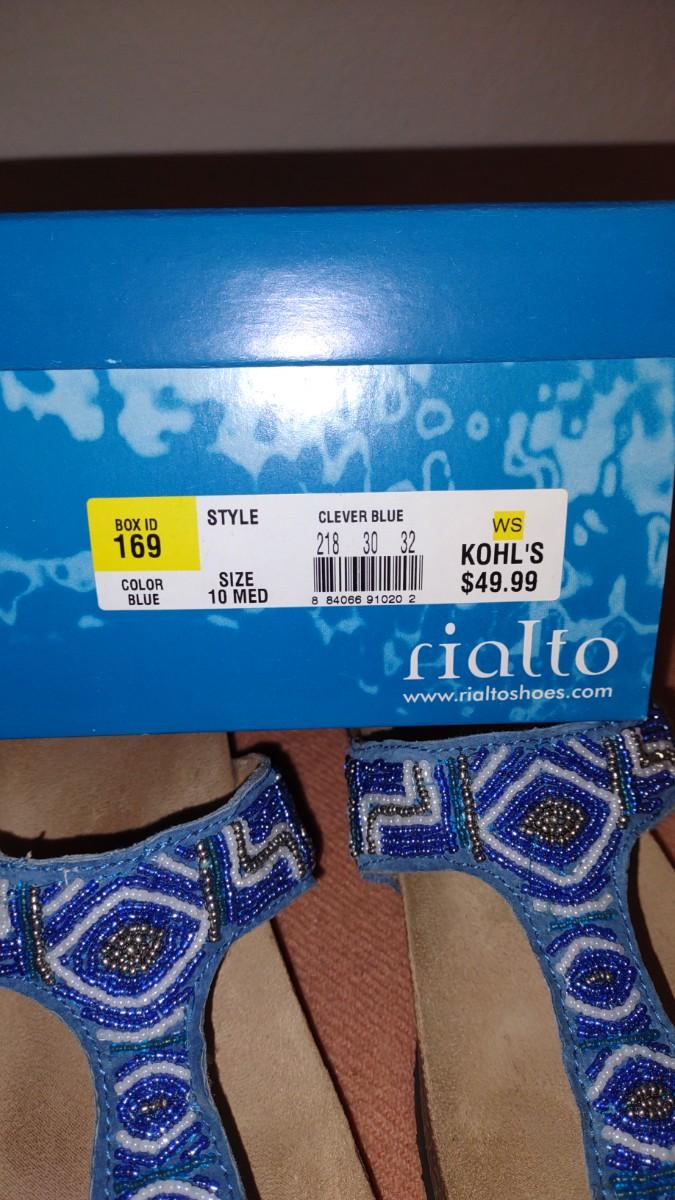 BOX ID
169
COLOR
BLUE
STYLE
SIZE
10 MED
CLEVER BLUE
218 30 32
8 84066 91020 2
WS
KOHL'S
$49.99
rialto
www.rialtoshoes.com